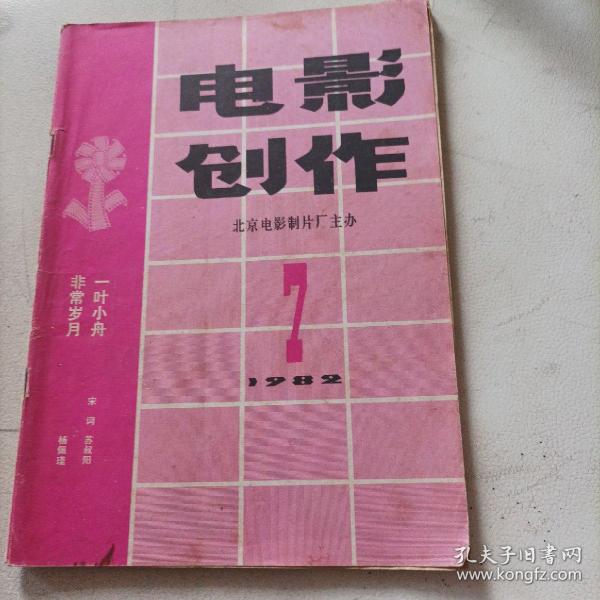 电影
创作
北京电影制片厂主办
7
1982
一叶小舟
非常岁月
宋词 苏叔阳
杨佩瑾
孔夫子旧书网
www.kongfz.com